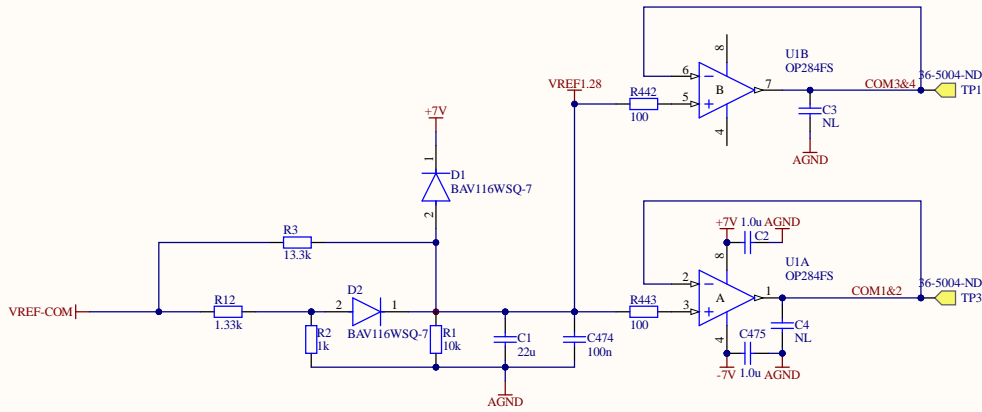 U1B
OP284FS
8
6
B
7
5
4
COM3&4
36-5004-ND
TP1
VREF1.28
R442
100
C3
NL
AGND
+7V
1
D1
BAV116WSQ-7
2
R3
13.3k
+7V
1.0u
AGND
C2
8
U1A
OP284FS
2
A
1
3
4
COM1&2
36-5004-ND
TP3
VREF-COM
R12
1.33k
2
D2
1
BAV116WSQ-7
R2
1k
R1
10k
C1
22u
C474
100n
R443
100
C475
1.0u
C4
NL
-7V
AGND
AGND